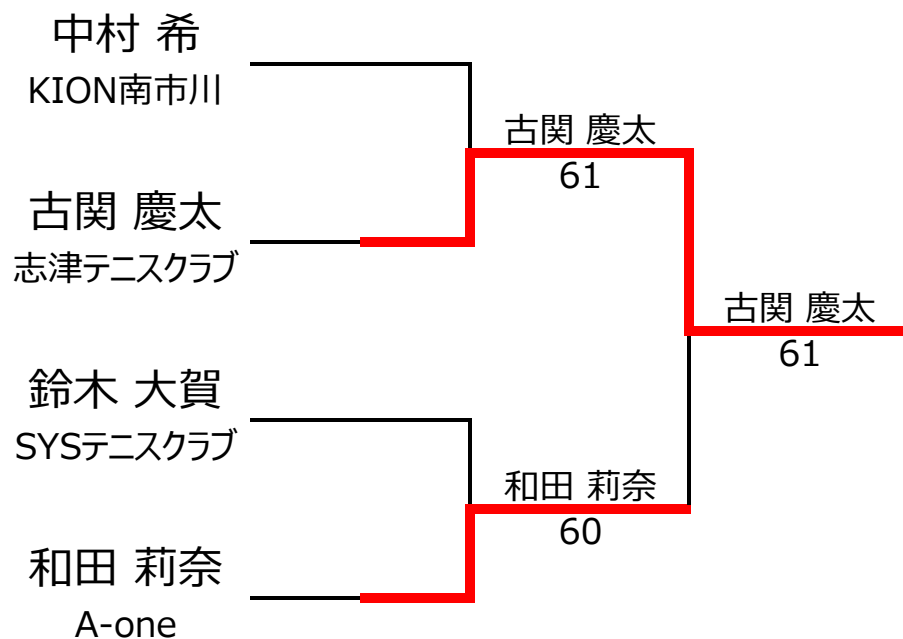 中村 希
KION南市川
古関 慶太
61
古関 慶太
志津テニスクラブ
古関 慶太
61
鈴木 大賀
SYSテニスクラブ
和田 莉奈
60
和田 莉奈
A-one